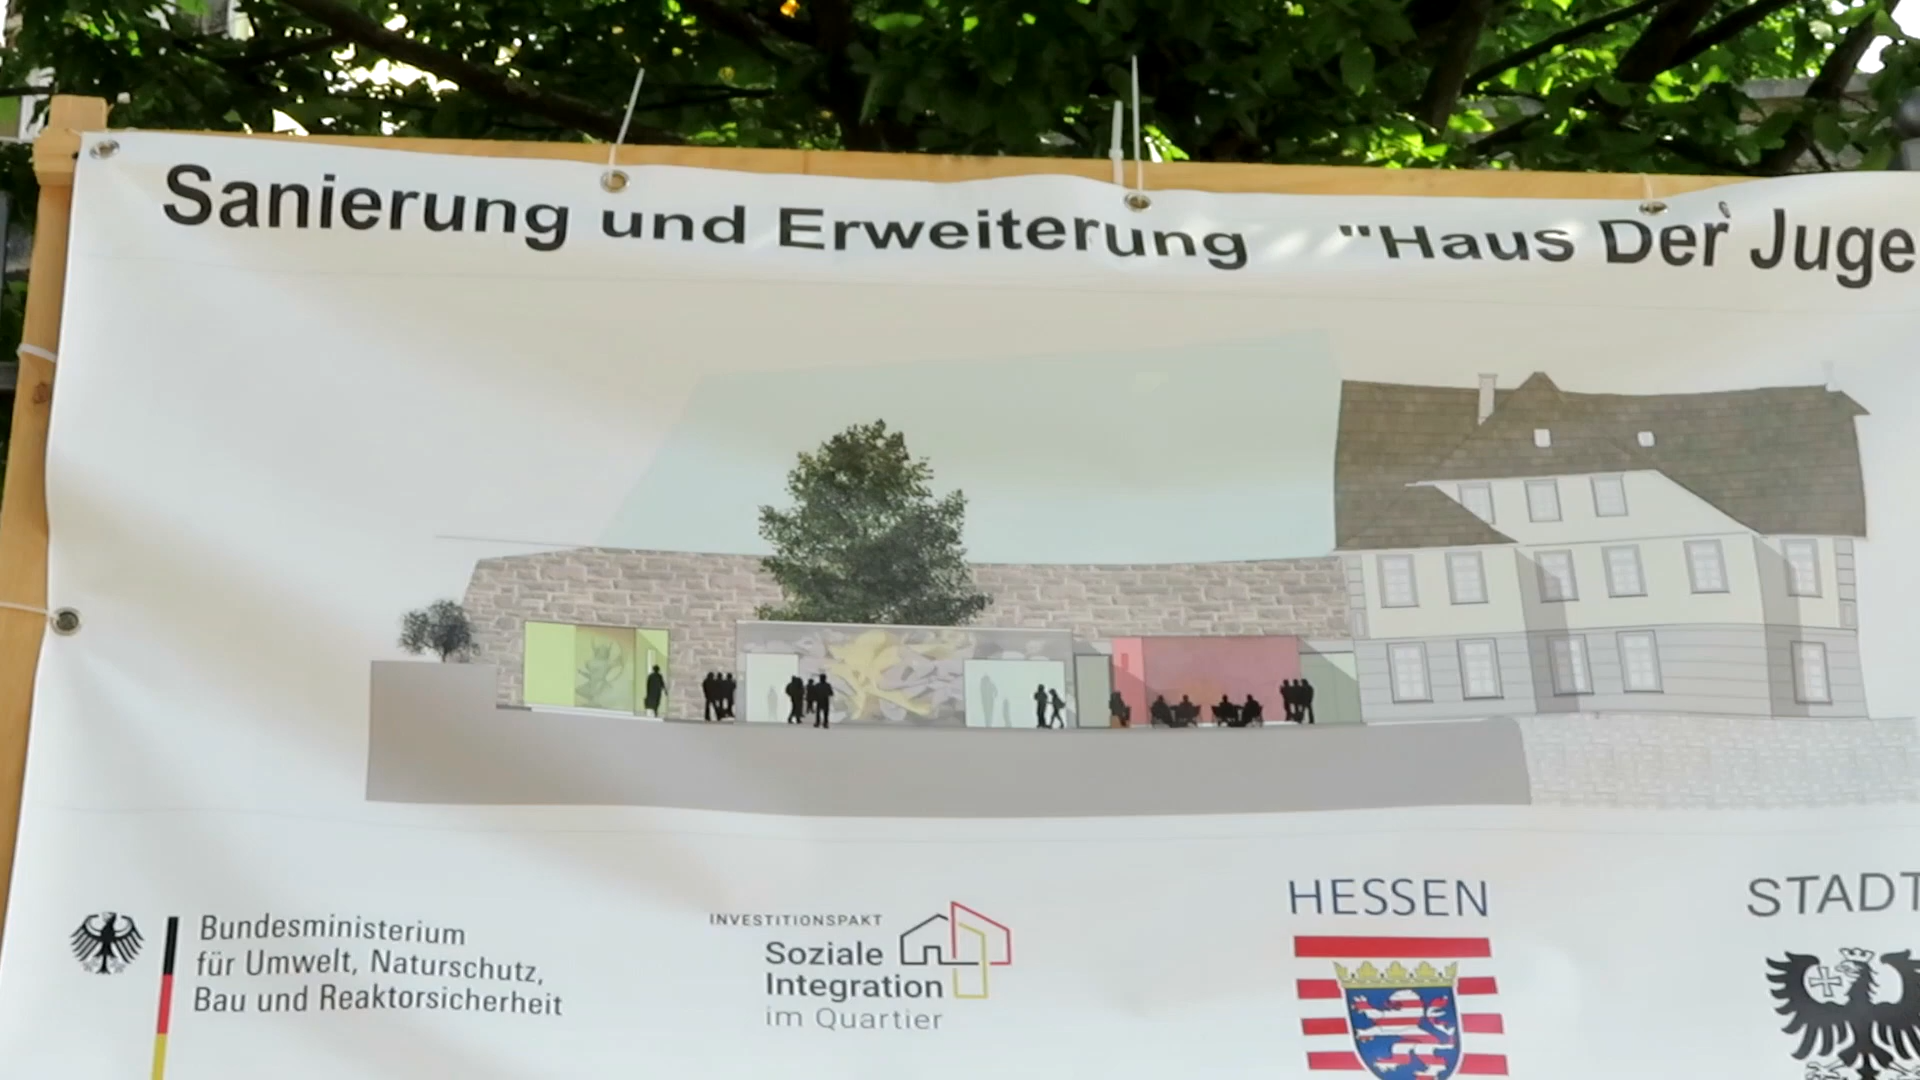 Sanierung und Erweiterung "Haus Der Juge
Bundesministerium
für Umwelt, Naturschutz,
Bau und Reaktorsicherheit
INVESTITIONSPAKT
Soziale
Integration
im Quartier
HESSEN
STADT